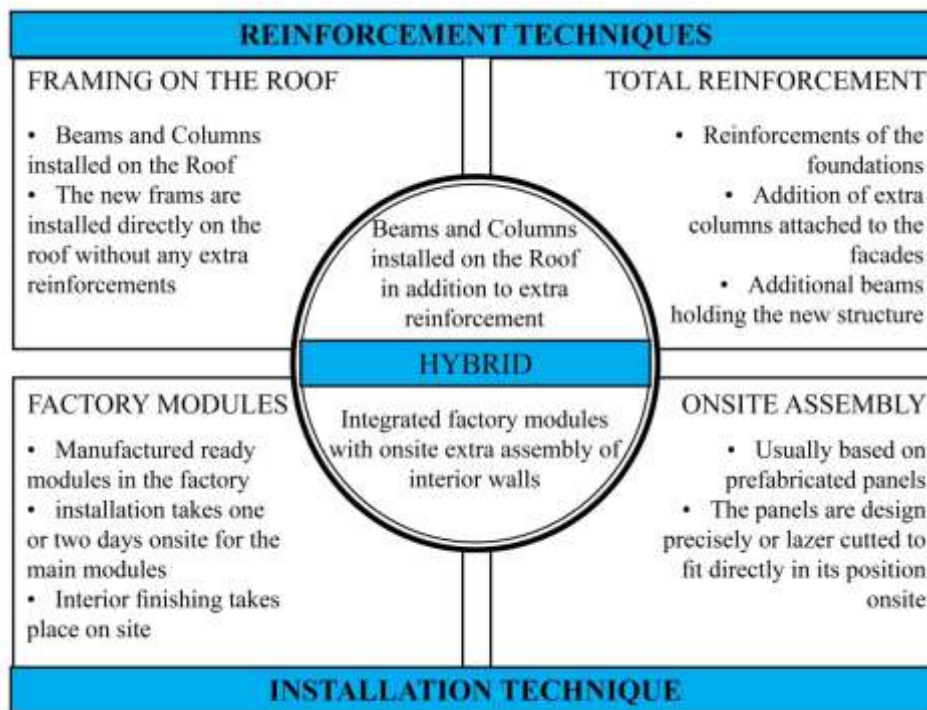 REINFORCEMENT TECHNIQUES
FRAMING ON THE ROOF
• Beams and Columns
installed on the Roof
• The new frams are
installed directly on the
roof without any extra
reinforcements
TOTAL REINFORCEMENT
• Reinforcements of the
foundations
• Addition of extra
columns attached to the
facades
• Additional beams
holding the new structure
Beams and Columns
installed on the Roof
in addition to extra
reinforcement
HYBRID
Integrated factory modules
with onsite extra assembly of
interior walls
FACTORY MODULES
• Manufactured ready
modules in the factory
• installation takes one
or two days onsite for the
main modules
• Interior finishing takes
place on site
ONSITE ASSEMBLY
• Usually based on
prefabricated panels
• The panels are design
precisely or lazer cutted to
fit directly in its position
onsite
INSTALLATION TECHNIQUE